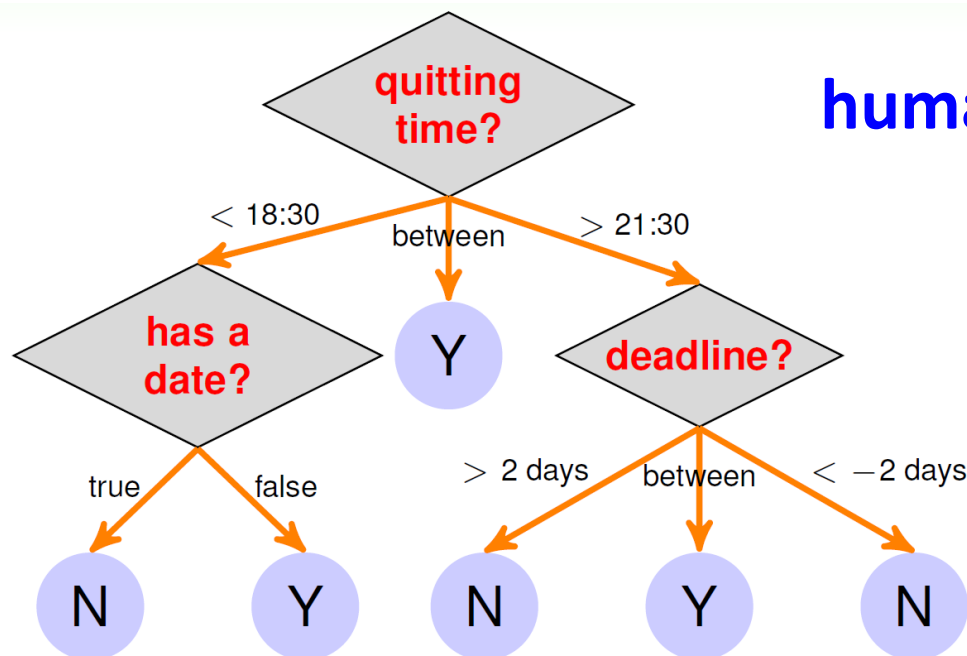 quitting
time?
huma
< 18:30
between
> 21:30
has a
date?
Y
deadline?
true
false
> 2 days
between
< −2 days
N
Y
N
Y
N